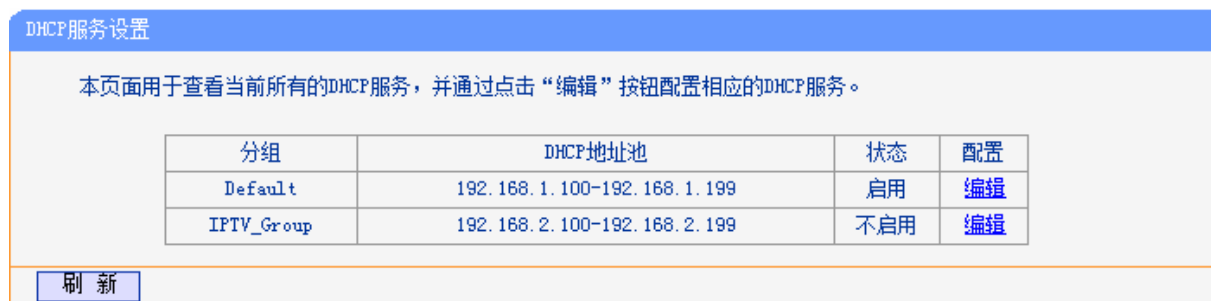 DHCP服务设置
本页面用于查看当前所有的DHCP服务，并通过点击“编辑”按钮配置相应的DHCP服务。
分组 DHCP地址池 状态 配置
Default 192.168.1.100-192.168.1.199 启用 编辑
IPTV_Group 192.168.2.100-192.168.2.199 不启用 编辑
刷 新